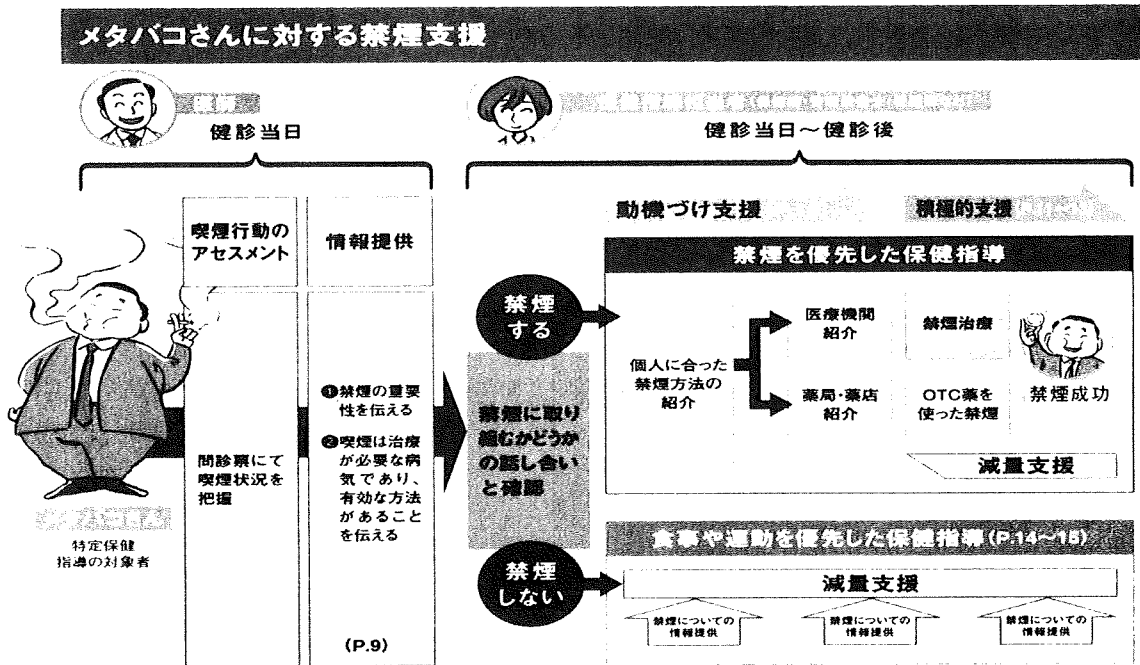 メタバコさんに対する禁煙支援
医師
健診当日
健診当日～健診後
喫煙行動の
アセスメント
情報提供
問診票にて
喫煙状況を
把握
❶禁煙の重要
性を伝える
❷喫煙は治療
が必要な病
気であり、
有効な方法
があること
を伝える
(P.9)
特定保健
指導の対象者
禁煙
する
禁煙に取り
組むかどうか
の話し合い
と確認
禁煙
しない
動機づけ支援
積極的支援
禁煙を優先した保健指導
個人に合った
禁煙方法の
紹介
医療機関
紹介
禁煙治療
薬局・薬店
紹介
OTC薬を
使った禁煙
禁煙成功
減量支援
食事や運動を優先した保健指導(P.14～15)
減量支援
禁煙についての
情報提供
禁煙についての
情報提供
禁煙についての
情報提供